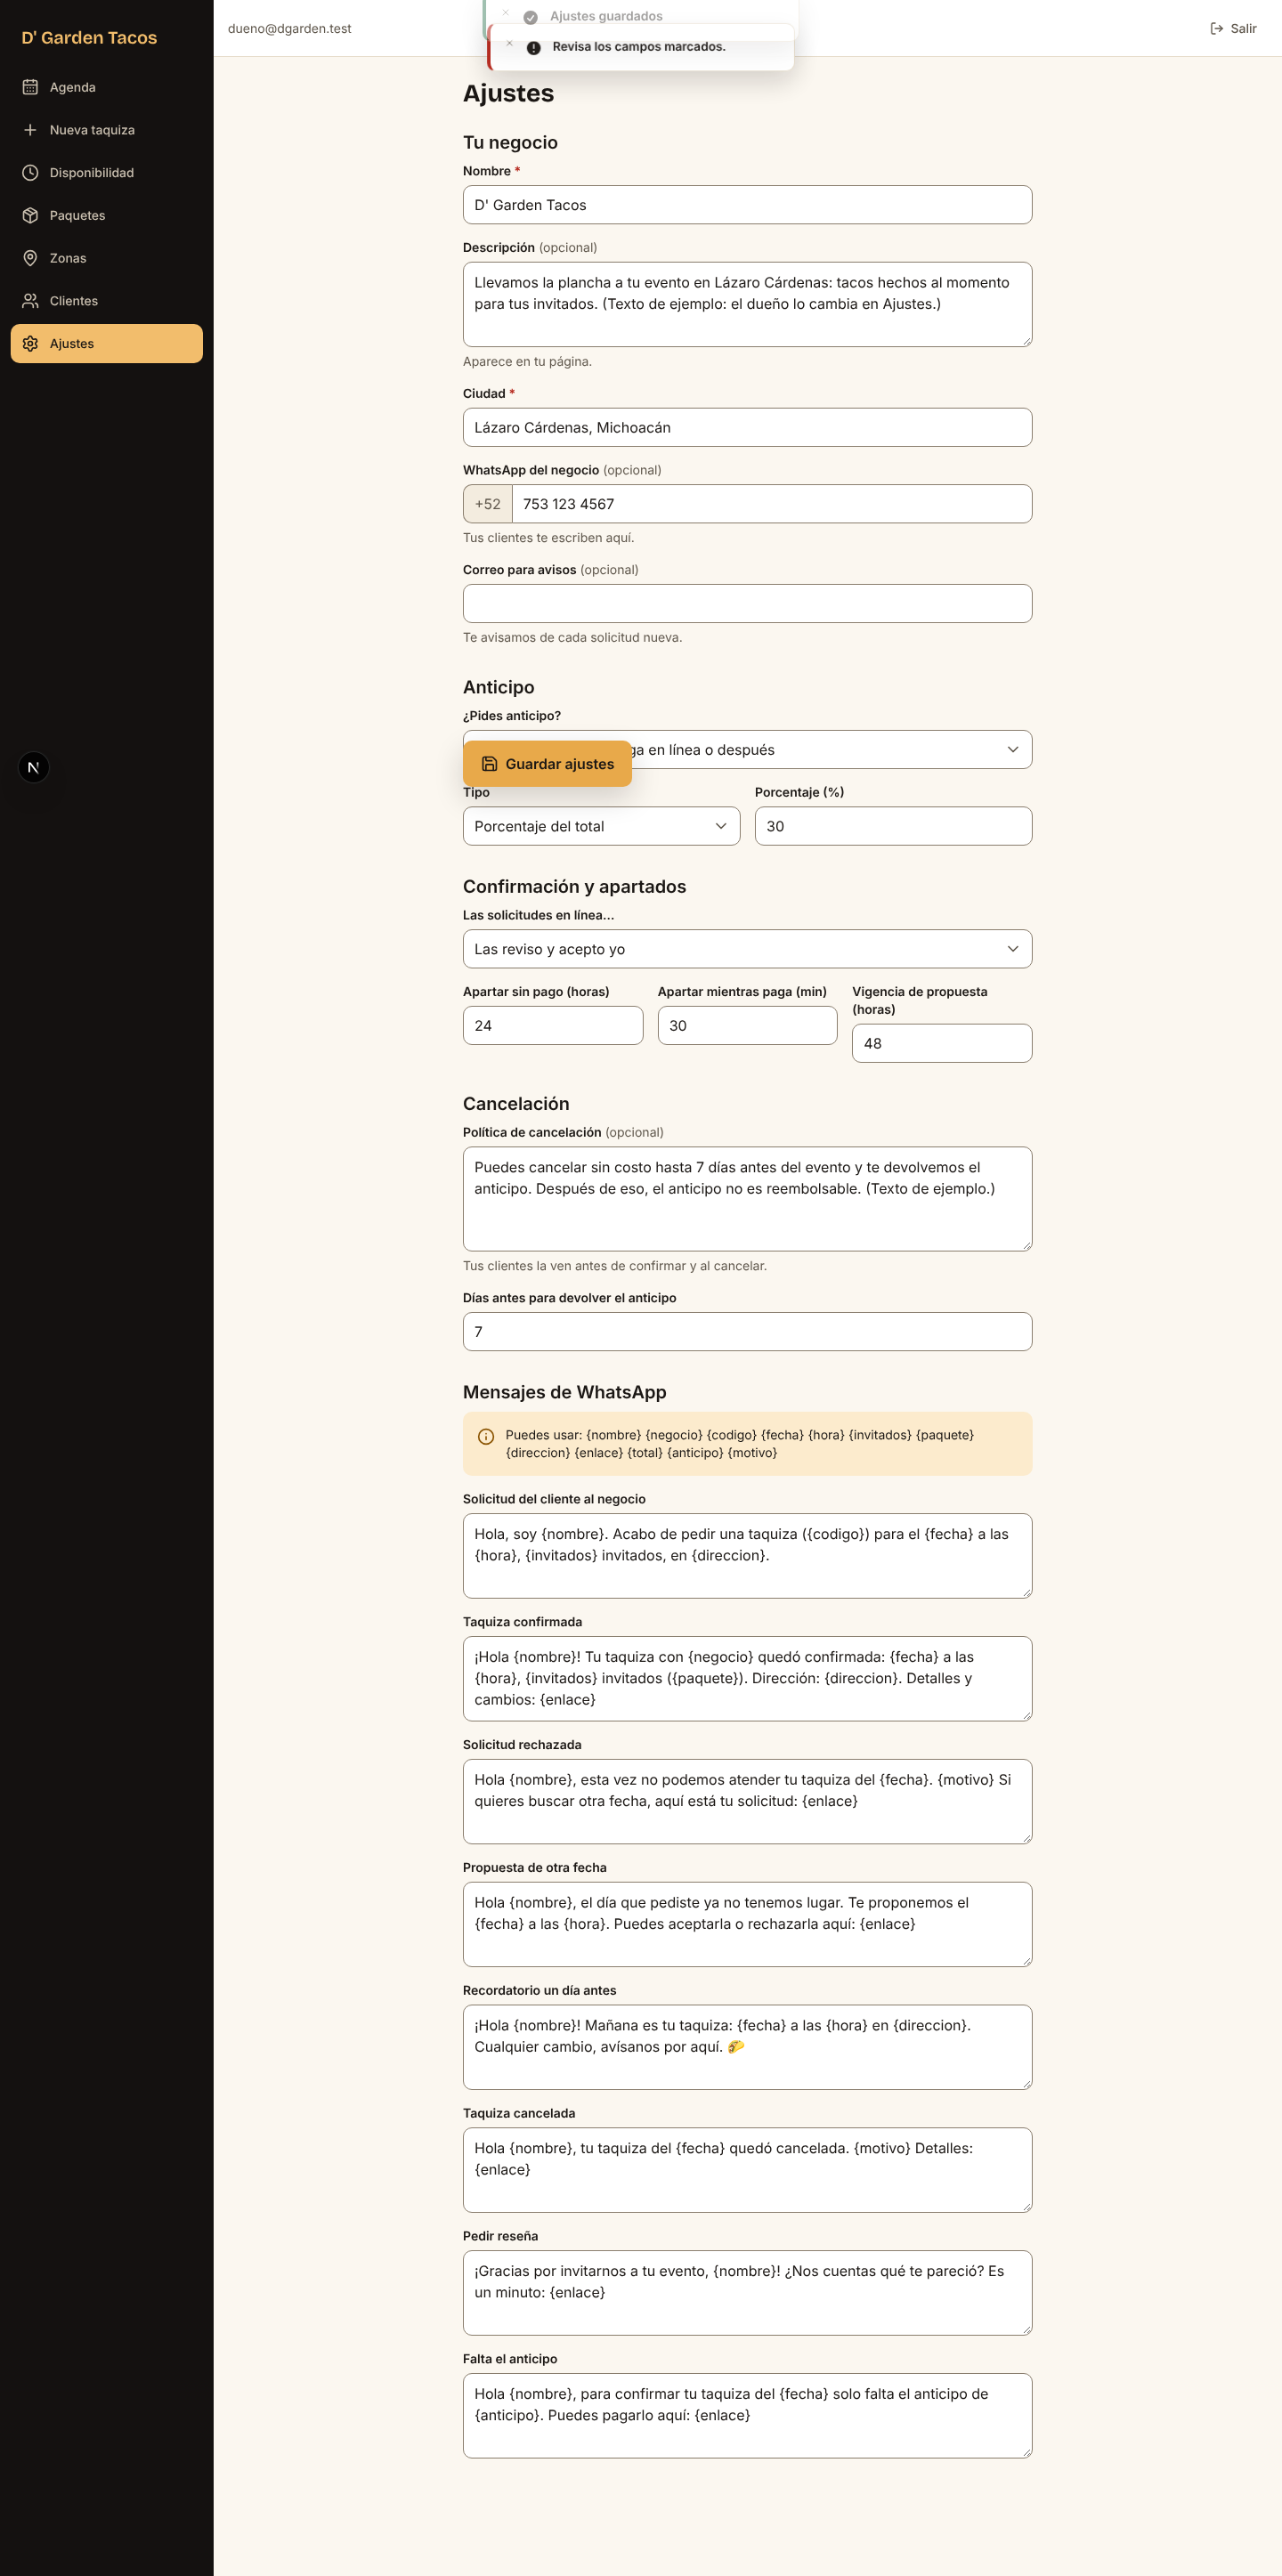 D' Garden Tacos
Agenda
Nueva taquiza
Disponibilidad
Paquetes
Zonas
Clientes
Ajustes
dueno@dgarden.test
Ajustes guardados
Revisa los campos marcados.
Salir
Ajustes
Tu negocio
Nombre *
D' Garden Tacos
Descripción (opcional)
Llevamos la plancha a tu evento en Lázaro Cárdenas: tacos hechos al momento
para tus invitados. (Texto de ejemplo: el dueño lo cambia en Ajustes.)
Aparece en tu página.
Ciudad *
Lázaro Cárdenas, Michoacán
WhatsApp del negocio (opcional)
+52 753 123 4567
Tus clientes te escriben aquí.
Correo para avisos (opcional)
Te avisamos de cada solicitud nueva.
Anticipo
¿Pides anticipo?
en línea o después
Guardar ajustes
Tipo
Porcentaje (%)
Porcentaje del total
30
Confirmación y apartados
Las solicitudes en línea...
Las reviso y acepto yo
Apartar sin pago (horas)
24
Apartar mientras paga (min)
30
Vigencia de propuesta
(horas)
48
Cancelación
Política de cancelación (opcional)
Puedes cancelar sin costo hasta 7 días antes del evento y te devolvemos el
anticipo. Después de eso, el anticipo no es reembolsable. (Texto de ejemplo.)
Tus clientes la ven antes de confirmar y al cancelar.
Días antes para devolver el anticipo
7
Mensajes de WhatsApp
Puedes usar: {nombre} {negocio} {codigo} {fecha} {hora} {invitados} {paquete}
{direccion} {enlace} {total} {anticipo} {motivo}
Solicitud del cliente al negocio
Hola, soy {nombre}. Acabo de pedir una taquiza ({codigo}) para el {fecha} a las
{hora}, {invitados} invitados, en {direccion}.
Taquiza confirmada
¡Hola {nombre}! Tu taquiza con {negocio} quedó confirmada: {fecha} a las
{hora}, {invitados} invitados ({paquete}). Dirección: {direccion}. Detalles y
cambios: {enlace}
Solicitud rechazada
Hola {nombre}, esta vez no podemos atender tu taquiza del {fecha}. {motivo} Si
quieres buscar otra fecha, aquí está tu solicitud: {enlace}
Propuesta de otra fecha
Hola {nombre}, el día que pediste ya no tenemos lugar. Te proponemos el
{fecha} a las {hora}. Puedes aceptarla o rechazarla aquí: {enlace}
Recordatorio un día antes
¡Hola {nombre}! Mañana es tu taquiza: {fecha} a las {hora} en {direccion}.
Cualquier cambio, avísanos por aquí. 🌮
Taquiza cancelada
Hola {nombre}, tu taquiza del {fecha} quedó cancelada. {motivo} Detalles:
{enlace}
Pedir reseña
¡Gracias por invitarnos a tu evento, {nombre}! ¿Nos cuentas qué te pareció? Es
un minuto: {enlace}
Falta el anticipo
Hola {nombre}, para confirmar tu taquiza del {fecha} solo falta el anticipo de
{anticipo}. Puedes pagarlo aquí: {enlace}